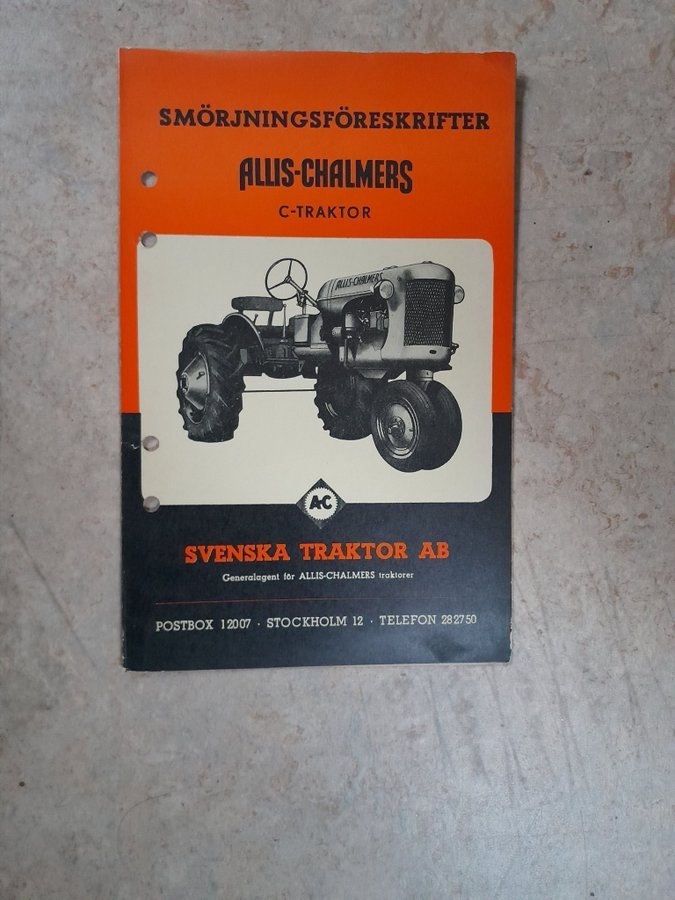 SMÖRJNINGSFÖRESKRIFTER
ALLIS-CHALMERS
C-TRAKTOR
ALLIS-CHALMERS
A-C
SVENSKA TRAKTOR AB
Generalagent för ALLIS-CHALMERS traktorer
POSTBOX 12007 · STOCKHOLM 12 · TELEFON 282750